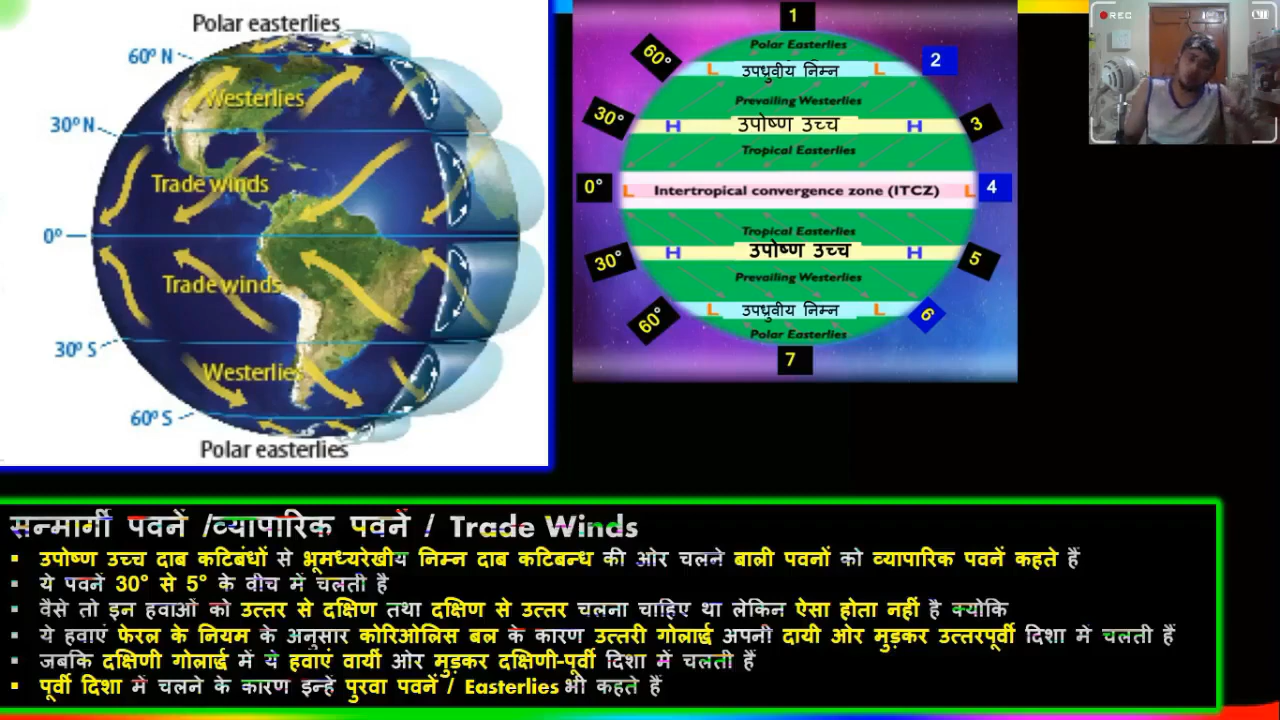 Polar easterlies
60º N
Westerlies
30º N
Trade winds
0º
Trade winds
30º S
Westerlies
60º S
Polar easterlies
1
Polar Easterlies
60°
L उपध्रुवीय निम्न L
2
Prevailing Westerlies
30°
H उपोष्ण उच्च H
3
Tropical Easterlies
0°
L Intertropical convergence zone (ITCZ) L
4
Tropical Easterlies
30°
H उपोष्ण उच्च H
5
Prevailing Westerlies
60°
L उपध्रुवीय निम्न L
6
Polar Easterlies
7
REC
सन्मार्गी पवनें /व्यापारिक पवनें / Trade Winds
उपोष्ण उच्च दाब कटिबंधों से भूमध्यरेखीय निम्न दाब कटिबन्ध की ओर चलने बाली पवनों को व्यापारिक पवनें कहते हैं
ये पवनें 30° से 5° के वीच में चलती है
वैसे तो इन हवाओं को उत्तर से दक्षिण तथा दक्षिण से उत्तर चलना चाहिए था लेकिन ऐसा होता नहीं है क्योकि
ये हवाएं फेरल के नियम के अनुसार कोरिओलिस बल के कारण उत्तरी गोलार्द्ध अपनी दायी ओर मुड़कर उत्तरपूर्वी दिशा में चलती हैं
जबकि दक्षिणी गोलार्द्ध में ये हवाएं वायीं ओर मुड़कर दक्षिणी-पूर्वी दिशा में चलती हैं
पूर्वी दिशा में चलने के कारण इन्हें पुरवा पवनें / Easterlies भी कहते हैं